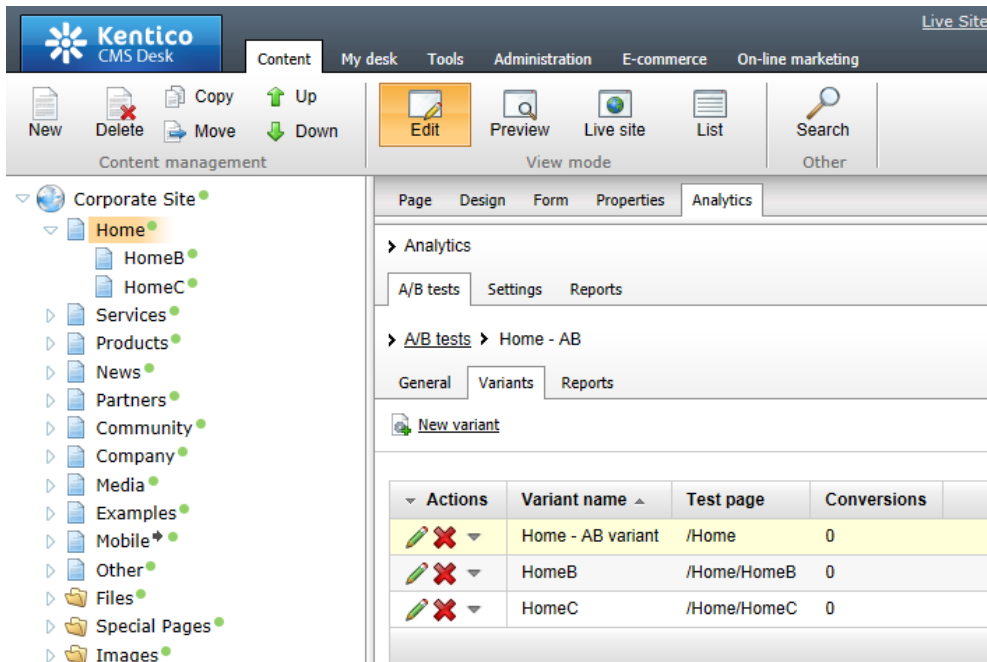 Live Site
Kentico
CMS Desk
Content My desk Tools Administration E-commerce On-line marketing
New Delete Copy Move Up Down
Content management
Edit Preview Live site List
View mode
Search
Other
Corporate Site
Home
HomeB
HomeC
Services
Products
News
Partners
Community
Company
Media
Examples
Mobile
Other
Files
Special Pages
Images
Page Design Form Properties Analytics
Analytics
A/B tests Settings Reports
A/B tests Home - AB
General Variants Reports
New variant
Actions Variant name Test page Conversions
Home - AB variant /Home 0
HomeB /Home/HomeB 0
HomeC /Home/HomeC 0